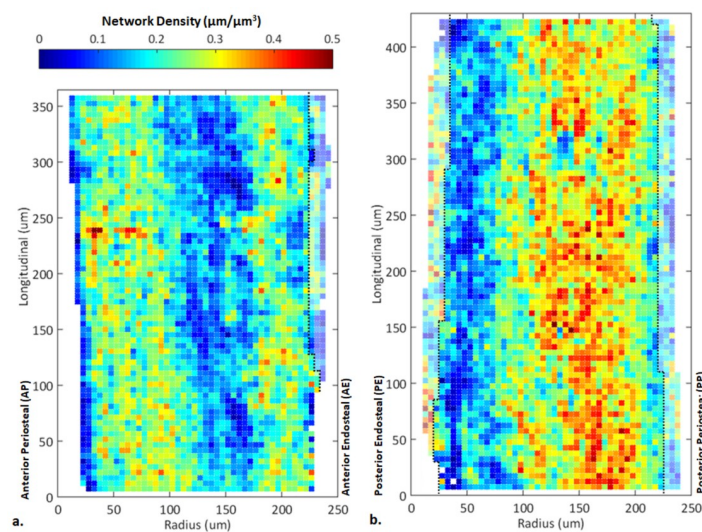 Network Density (µm/µm³)
0 0.1 0.2 0.3 0.4 0.5
350
300
250
200
150
100
50
0
Longitudinal (um)
Anterior Periosteal (AP)
Anterior Endosteal (AE)
0 50 100 150 200 250
Radius (um)
a.
400
350
300
250
200
150
100
50
0
Longitudinal (um)
Posterior Endosteal (PE)
Posterior Periosteal (PP)
0 50 100 150 200 250
Radius (um)
b.